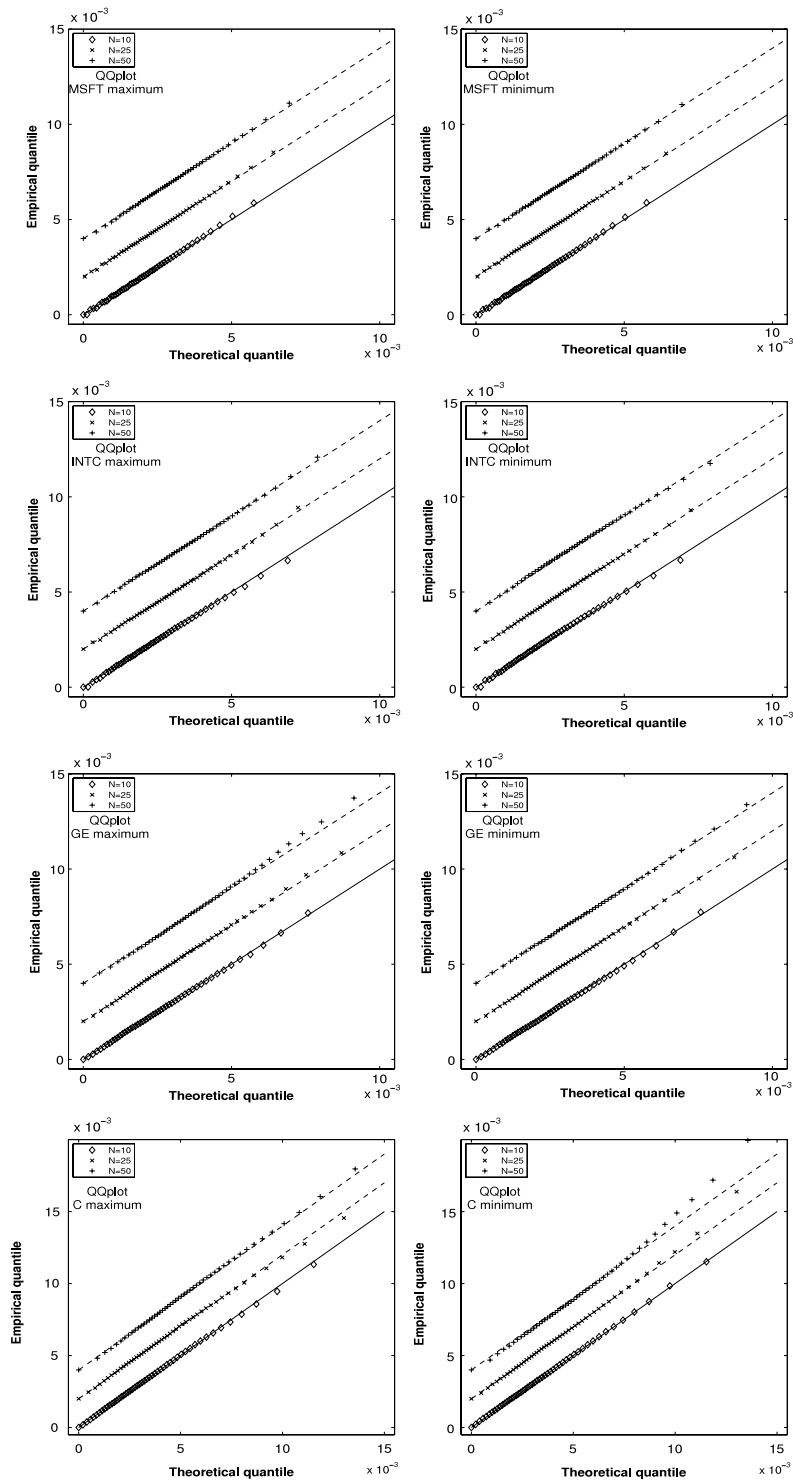 x 10⁻³
15
10
5
0
Empirical quantile
N=10
N=25
N=50
QQplot
MSFT maximum
0
5
10
Theoretical quantile
x 10⁻³
x 10⁻³
15
10
5
0
Empirical quantile
N=10
N=25
N=50
QQplot
MSFT minimum
0
5
10
Theoretical quantile
x 10⁻³
x 10⁻³
15
10
5
0
Empirical quantile
N=10
N=25
N=50
QQplot
INTC maximum
0
5
10
Theoretical quantile
x 10⁻³
x 10⁻³
15
10
5
0
Empirical quantile
N=10
N=25
N=50
QQplot
INTC minimum
0
5
10
Theoretical quantile
x 10⁻³
x 10⁻³
15
10
5
0
Empirical quantile
N=10
N=25
N=50
QQplot
GE maximum
0
5
10
Theoretical quantile
x 10⁻³
x 10⁻³
15
10
5
0
Empirical quantile
N=10
N=25
N=50
QQplot
GE minimum
0
5
10
Theoretical quantile
x 10⁻³
x 10⁻³
15
10
5
0
Empirical quantile
N=10
N=25
N=50
QQplot
C maximum
0
5
10
15
Theoretical quantile
x 10⁻³
x 10⁻³
15
10
5
0
Empirical quantile
N=10
N=25
N=50
QQplot
C minimum
0
5
10
15
Theoretical quantile
x 10⁻³